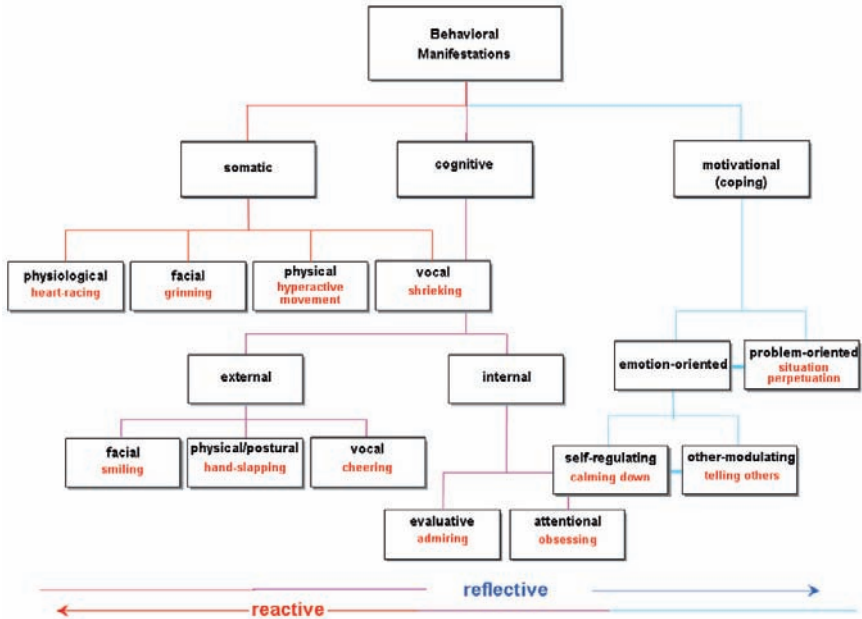 Behavioral
Manifestations
somatic
cognitive
motivational
(coping)
physiological
heart-racing
facial
grinning
physical
hyperactive
movement
vocal
shrieking
external
internal
emotion-oriented
problem-oriented
situation
perpetuation
facial
smiling
physical/postural
hand-slapping
vocal
cheering
self-regulating
calming down
other-modulating
telling others
evaluative
admiring
attentional
obsessing
reflective
reactive